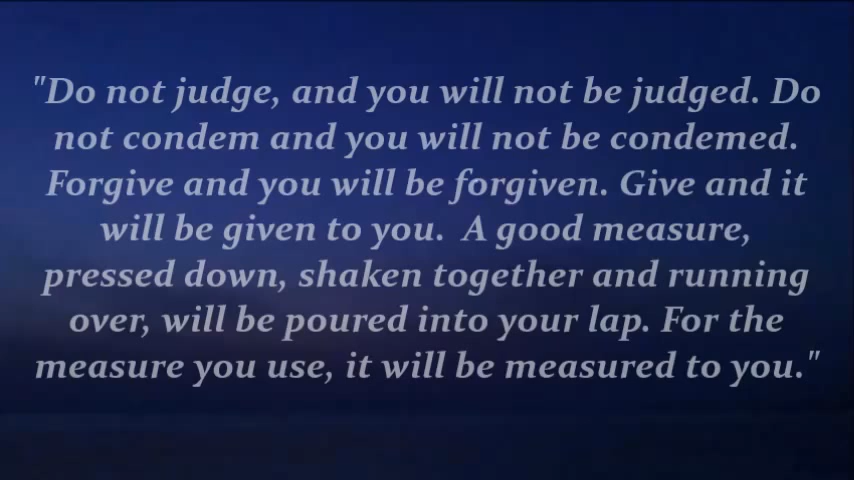 "Do not judge, and you will not be judged. Do
not condem and you will not be condemed.
Forgive and you will be forgiven. Give and it
will be given to you.  A good measure,
pressed down, shaken together and running
over, will be poured into your lap. For the
measure you use, it will be measured to you."